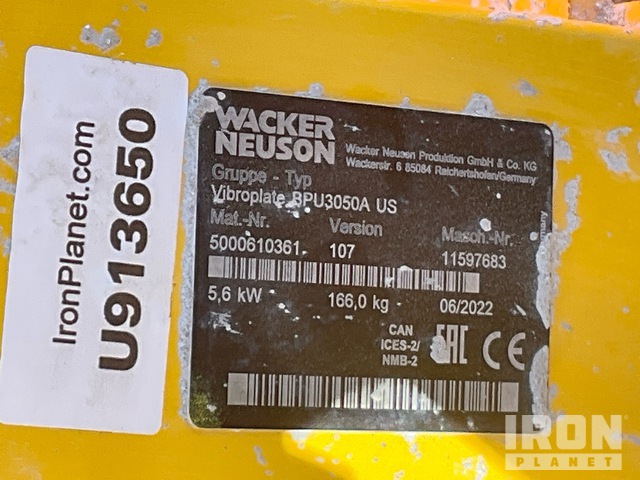 IronPlanet.com
U913650
WACKER
NEUSON
Wacker Neuson Produktion GmbH & Co. KG
Wackerstr. 6 85084 Reichertshofen/Germany
Gruppe - Typ
Vibroplate BPU3050A US
Mat.-Nr. Version Masch.-Nr.
5000610361 107 11597683
5,6 kW 166,0 kg 06/2022
CAN
ICES-2/
NMB-2
EAC CE
IRON
PLANET